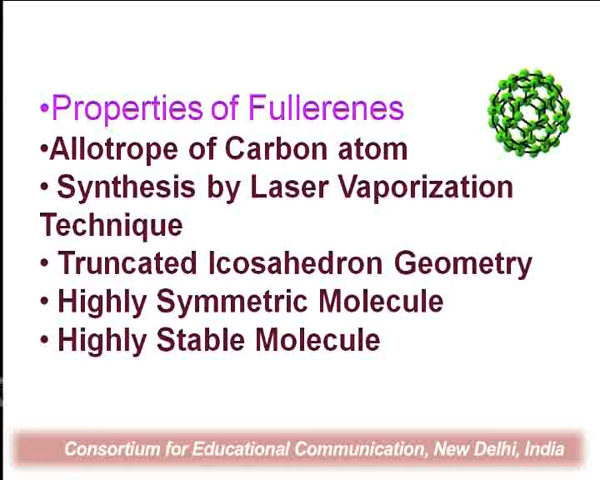 •Properties of Fullerenes
•Allotrope of Carbon atom
• Synthesis by Laser Vaporization
Technique
• Truncated Icosahedron Geometry
• Highly Symmetric Molecule
• Highly Stable Molecule
Consortium for Educational Communication, New Delhi, India